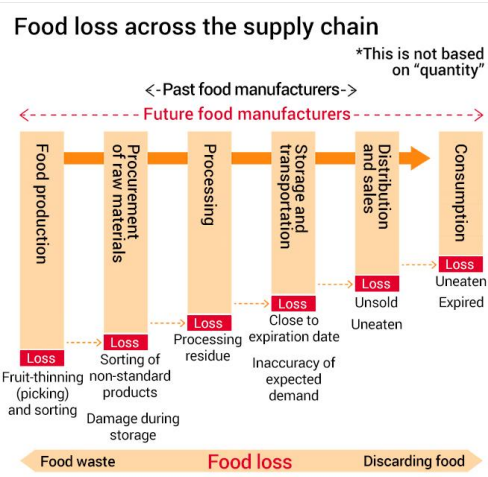 Food loss across the supply chain
*This is not based
on “quantity”
<-Past food manufacturers->
Future food manufacturers
Food production
Procurement
of raw materials
Processing
Storage and
transportation
Distribution
and sales
Consumption
Loss
Fruit-thinning
(picking)
and sorting
Loss
Sorting of
non-standard
products
Damage during
storage
Loss
Processing
residue
Loss
Close to
expiration date
Inaccuracy of
expected
demand
Loss
Unsold
Uneaten
Loss
Uneaten
Expired
Food waste
Food loss
Discarding food